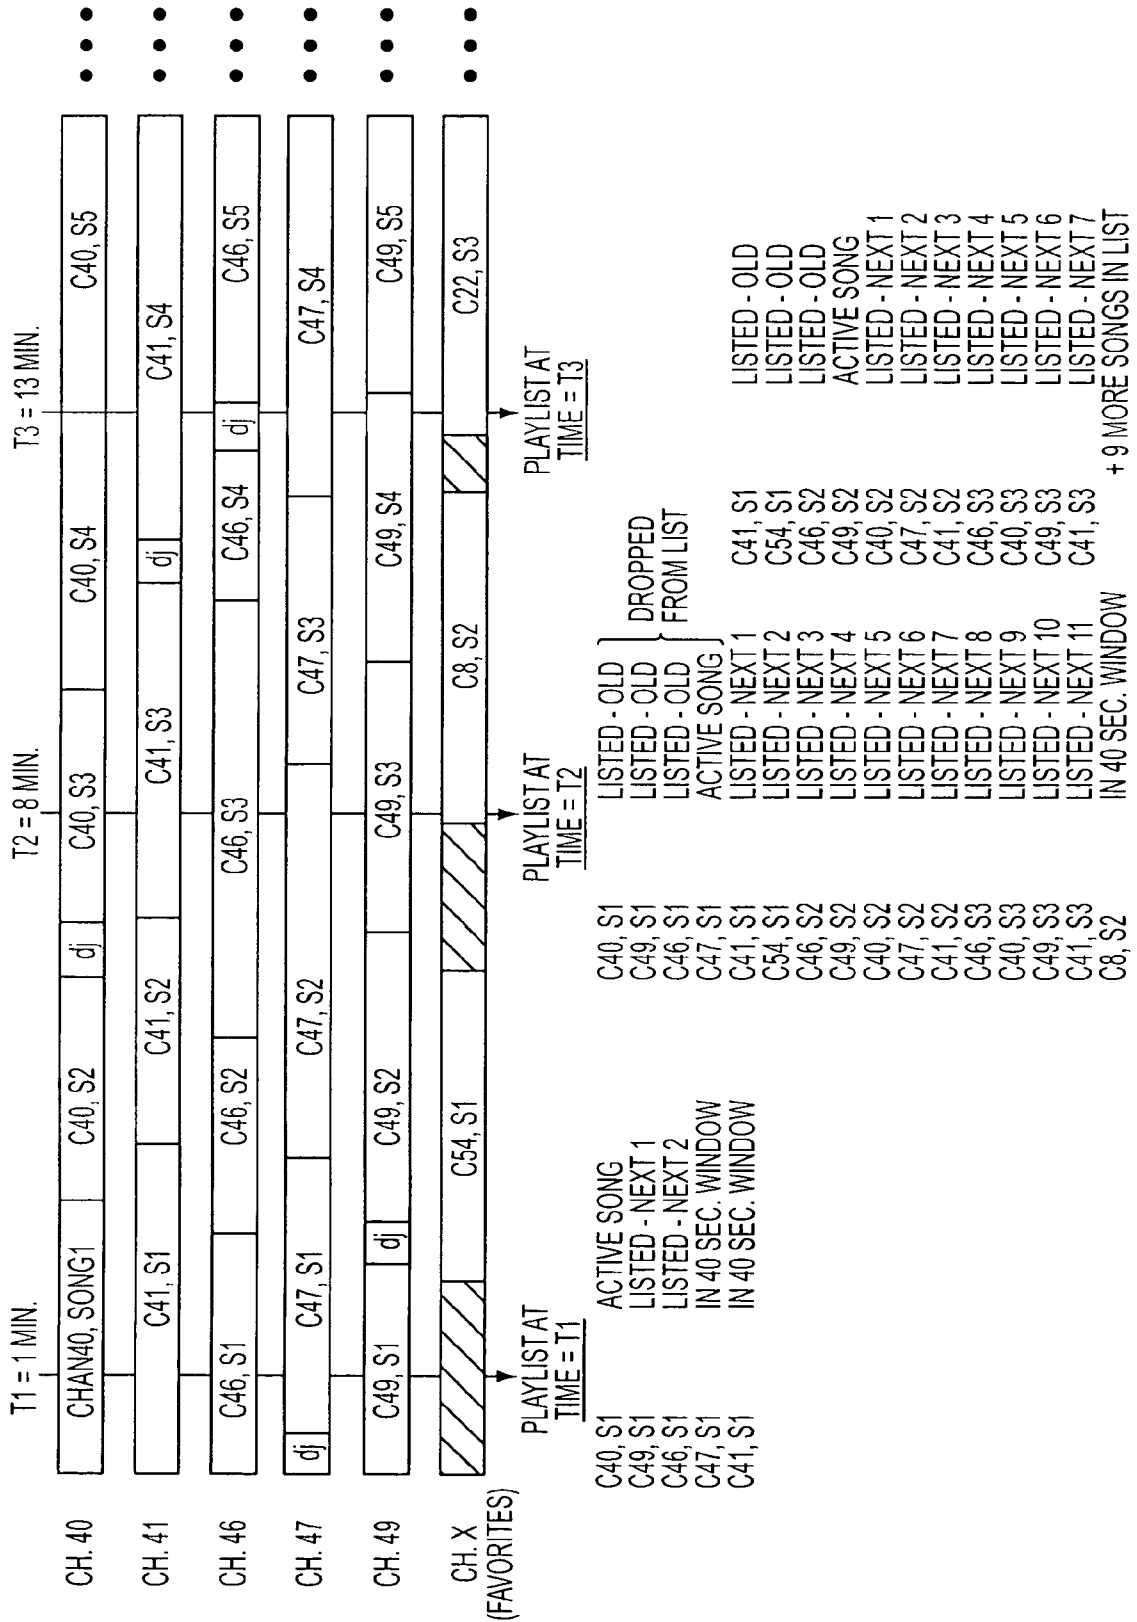 T1 = 1 MIN.
T2 = 8 MIN.
T3 = 13 MIN.
CH. 40
CHAN40, SONG1
C40, S2
dj
C40, S3
C40, S4
C40, S5
CH. 41
C41, S1
C41, S2
C41, S3
dj
C41, S4
CH. 46
C46, S1
C46, S2
C46, S3
C46, S4
dj
C46, S5
CH. 47
dj
C47, S1
C47, S2
C47, S3
C47, S4
CH. 49
C49, S1
dj
C49, S2
C49, S3
C49, S4
C49, S5
CH. X
(FAVORITES)
C54, S1
C8, S2
C22, S3
PLAYLIST AT
TIME = T1
C40, S1 ACTIVE SONG
C49, S1 LISTED - NEXT 1
C46, S1 LISTED - NEXT 2
C47, S1 IN 40 SEC. WINDOW
C41, S1 IN 40 SEC. WINDOW
PLAYLIST AT
TIME = T2
C40, S1 LISTED - OLD
C49, S1 LISTED - OLD
C46, S1 LISTED - OLD
C47, S1 ACTIVE SONG
DROPPED
FROM LIST
C41, S1 LISTED - NEXT 1
C54, S1 LISTED - NEXT 2
C46, S2 LISTED - NEXT 3
C49, S2 LISTED - NEXT 4
C40, S2 LISTED - NEXT 5
C47, S2 LISTED - NEXT 6
C41, S2 LISTED - NEXT 7
C46, S3 LISTED - NEXT 8
C40, S3 LISTED - NEXT 9
C49, S3 LISTED - NEXT 10
C41, S3 LISTED - NEXT 11
C8, S2 IN 40 SEC. WINDOW
PLAYLIST AT
TIME = T3
C41, S1 LISTED - OLD
C54, S1 LISTED - OLD
C46, S2 LISTED - OLD
C49, S2 ACTIVE SONG
C40, S2 LISTED - NEXT 1
C47, S2 LISTED - NEXT 2
C41, S2 LISTED - NEXT 3
C46, S3 LISTED - NEXT 4
C40, S3 LISTED - NEXT 5
C49, S3 LISTED - NEXT 6
C41, S3 LISTED - NEXT 7
+ 9 MORE SONGS IN LIST